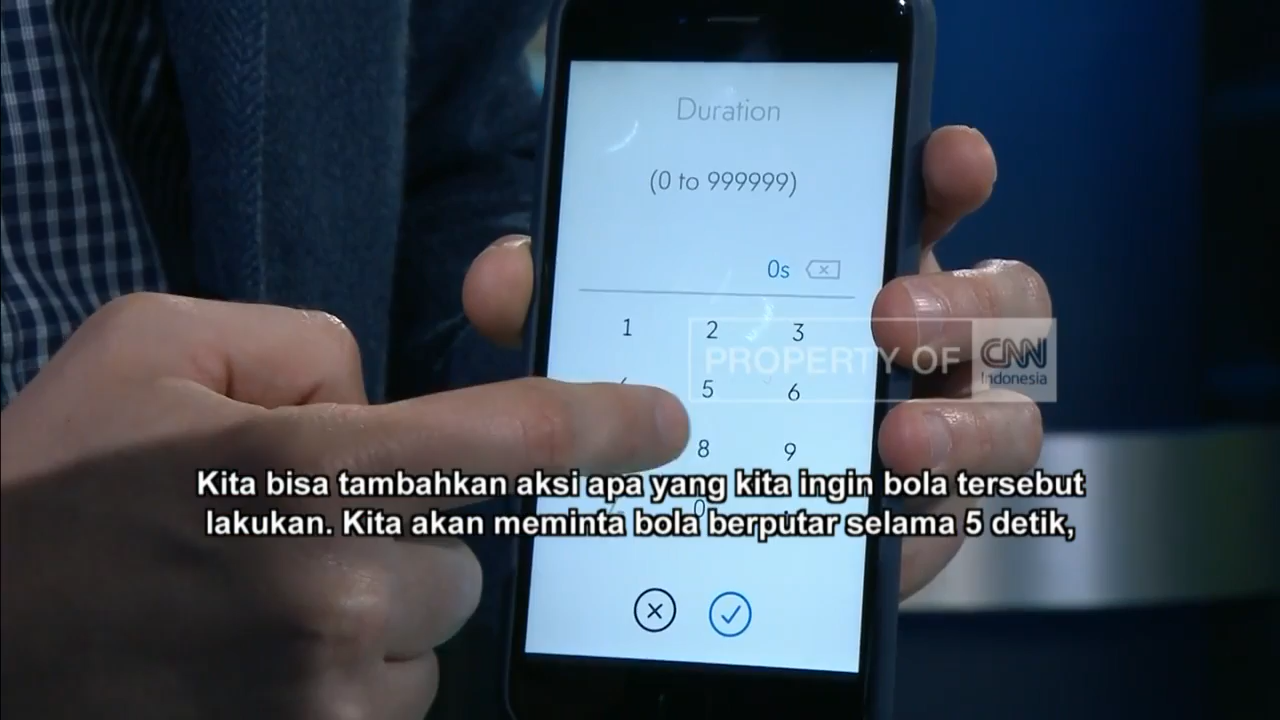 Duration
(0 to 999999)
0s
1 2 3
PROPERTY OF CNN Indonesia
5 6
8 9
Kita bisa tambahkan aksi apa yang kita ingin bola tersebut
lakukan. Kita akan meminta bola berputar selama 5 detik,
0